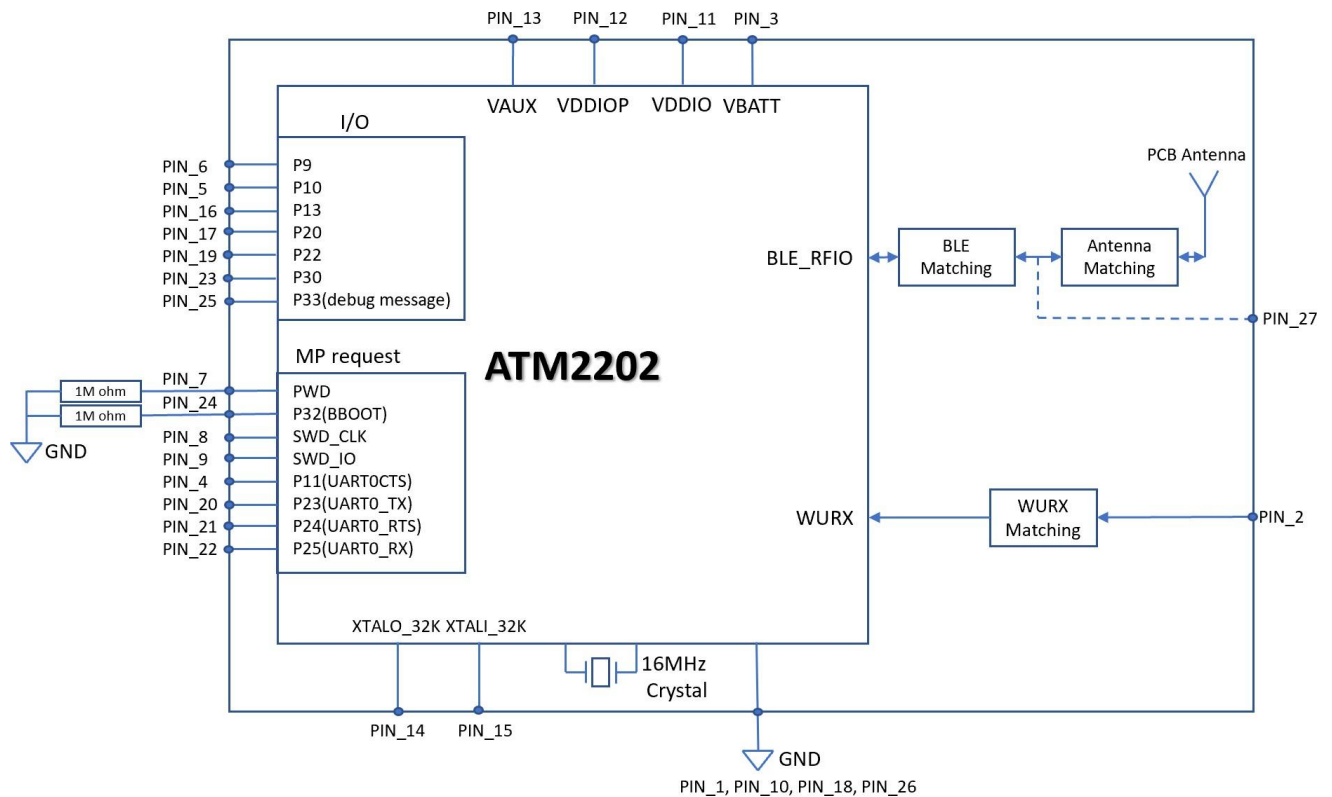 PIN_13
PIN_12
PIN_11
PIN_3
VAUX
VDDIOP
VDDIO
VBATT
I/O
PIN_6
P9
PIN_5
P10
PIN_16
P13
PIN_17
P20
PIN_19
P22
PIN_23
P30
PIN_25
P33(debug message)
PCB Antenna
BLE_RFIO
BLE
Matching
Antenna
Matching
PIN_27
MP request
ATM2202
PIN_7
1M ohm
PWD
PIN_24
1M ohm
P32(BBOOT)
GND
PIN_8
SWD_CLK
PIN_9
SWD_IO
PIN_4
P11(UART0CTS)
PIN_20
P23(UART0_TX)
PIN_21
P24(UART0_RTS)
PIN_22
P25(UART0_RX)
WURX
WURX
Matching
PIN_2
XTALO_32K
XTALI_32K
16MHz
Crystal
PIN_14
PIN_15
GND
PIN_1, PIN_10, PIN_18, PIN_26